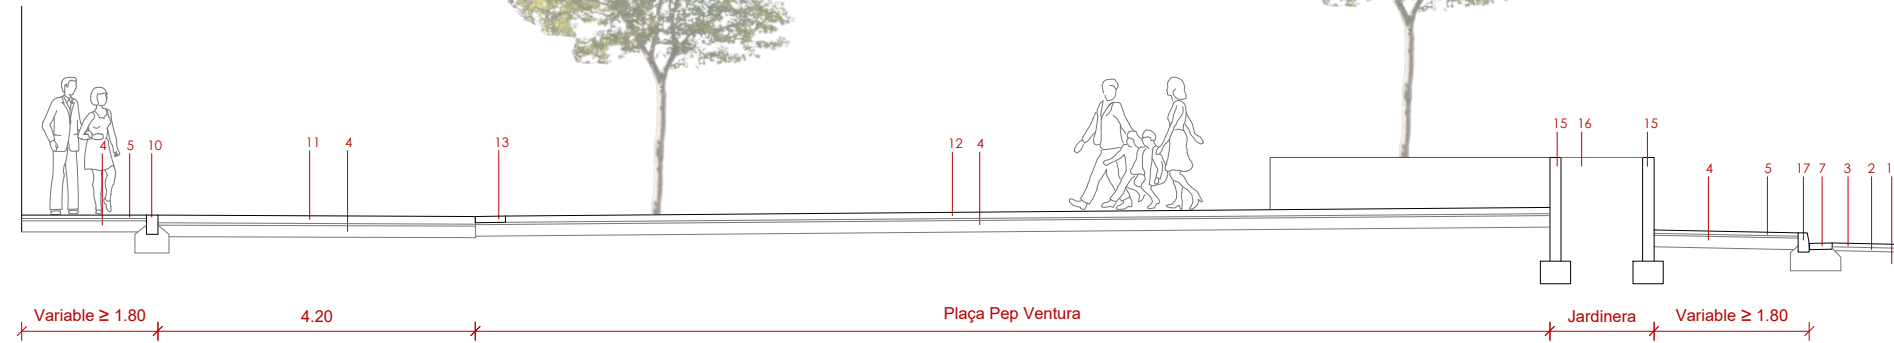 4 5 10 11 4 13 12 4 15 16 15 4 5 17 7 3 2 1
Variable ≥ 1.80 4.20 Plaça Pep Ventura Jardinera Variable ≥ 1.80